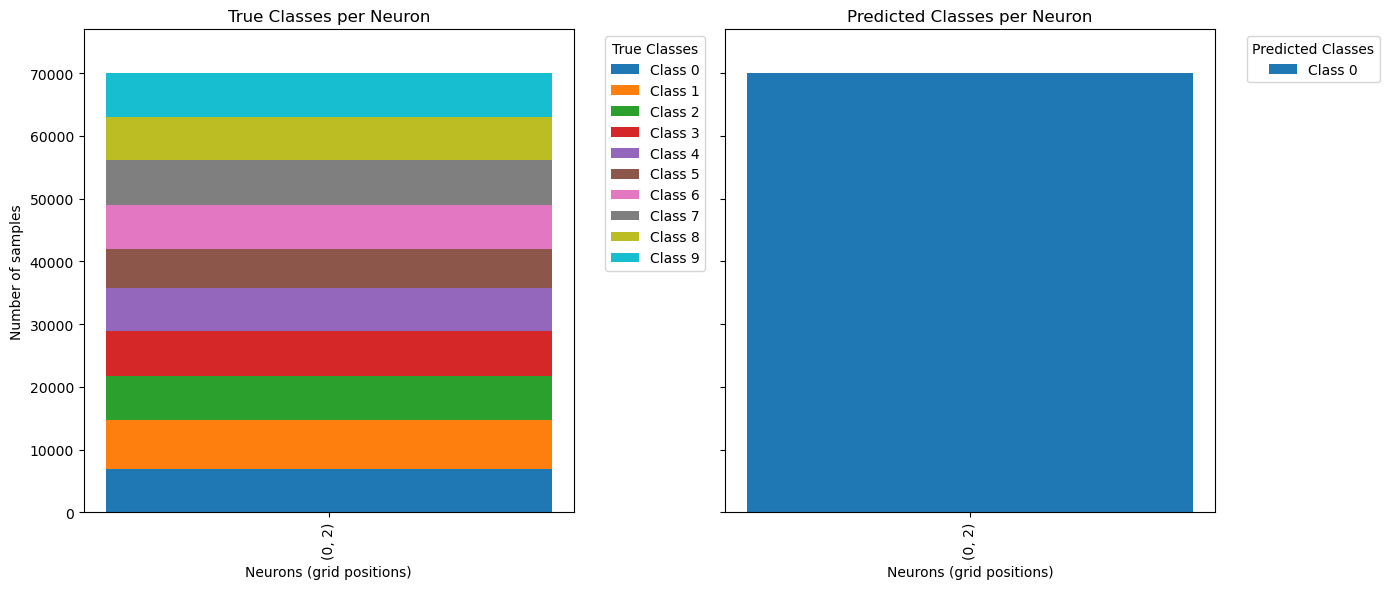 True Classes per Neuron
Number of samples
70000
60000
50000
40000
30000
20000
10000
0
(0, 2)
Neurons (grid positions)
True Classes
Class 0
Class 1
Class 2
Class 3
Class 4
Class 5
Class 6
Class 7
Class 8
Class 9
Predicted Classes per Neuron
(0, 2)
Neurons (grid positions)
Predicted Classes
Class 0